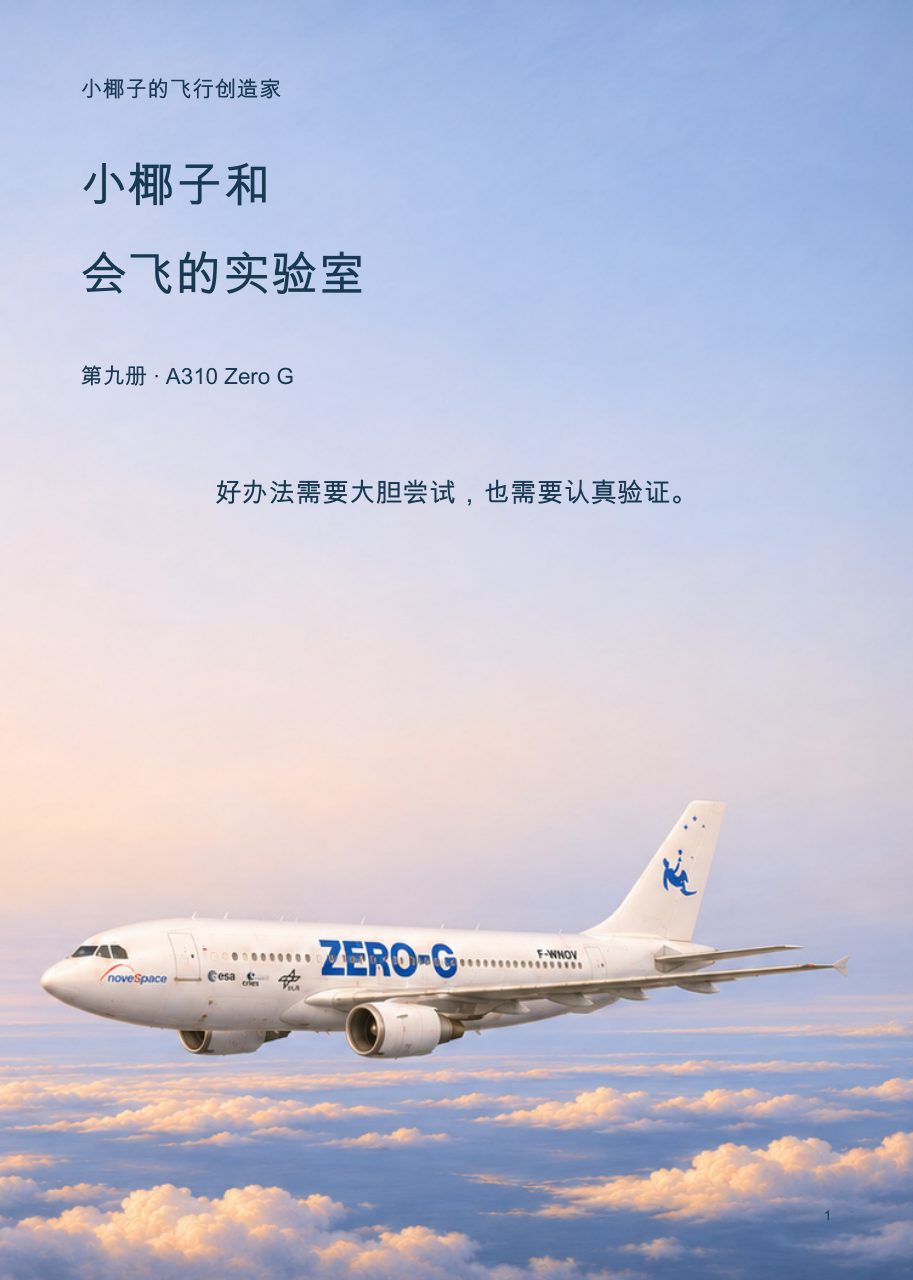 小椰子的飞行创造家
小椰子和
会飞的实验室
第九册 · A310 Zero G
好办法需要大胆尝试，也需要认真验证。
ZERO-G
F-WNOV
noveSpace
esa
cnes
DLR
1